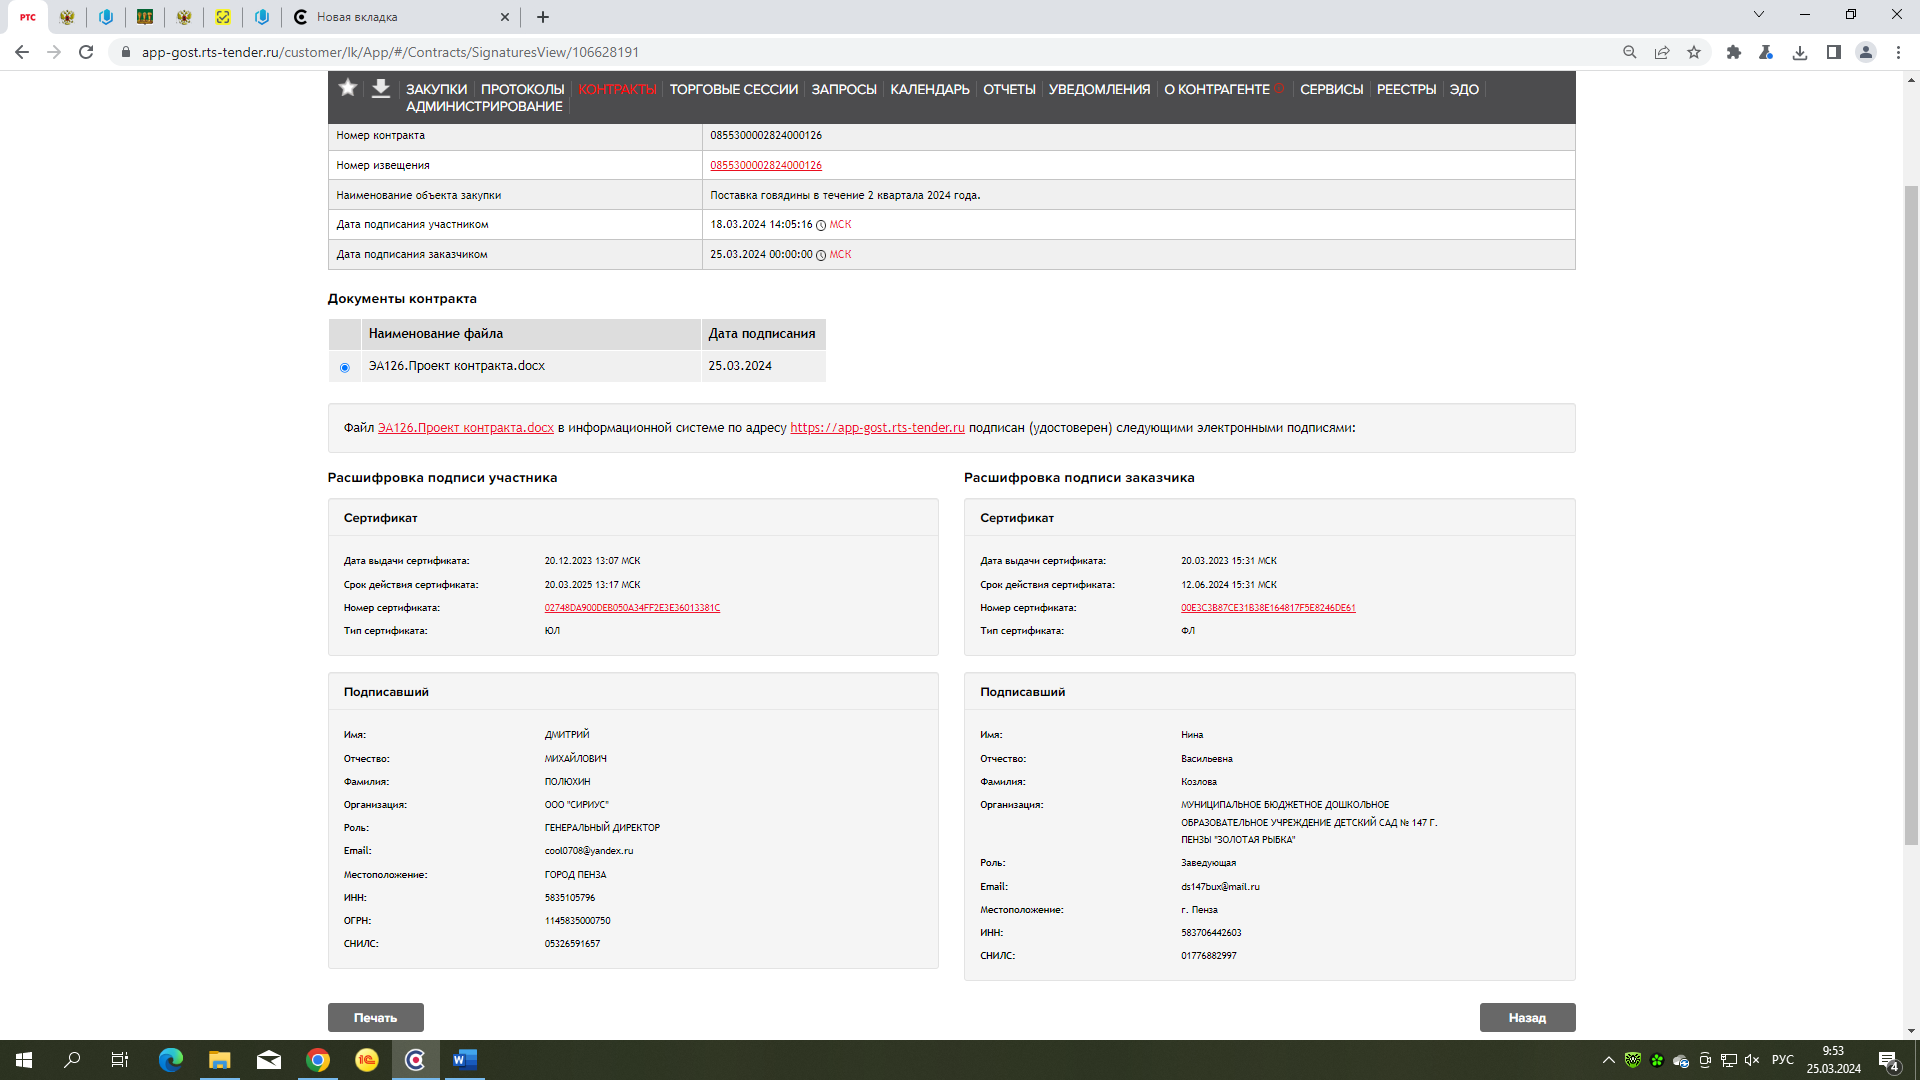 РТС
Новая вкладка
app-gost.rts-tender.ru/customer/lk/App/#/Contracts/SignaturesView/106628191
ЗАКУПКИ ПРОТОКОЛЫ КОНТРАКТЫ ТОРГОВЫЕ СЕССИИ ЗАПРОСЫ КАЛЕНДАРЬ ОТЧЕТЫ УВЕДОМЛЕНИЯ О КОНТРАГЕНТЕ СЕРВИСЫ РЕЕСТРЫ ЭДО
АДМИНИСТРИРОВАНИЕ
Номер контракта 0855300002824000126
Номер извещения 0855300002824000126
Наименование объекта закупки Поставка говядины в течение 2 квартала 2024 года.
Дата подписания участником 18.03.2024 14:05:16 МСК
Дата подписания заказчиком 25.03.2024 00:00:00 МСК
Документы контракта
Наименование файла Дата подписания
ЭА126.Проект контракта.docx 25.03.2024
Файл ЭА126.Проект контракта.docx в информационной системе по адресу https://app-gost.rts-tender.ru подписан (удостоверен) следующими электронными подписями:
Расшифровка подписи участника
Сертификат
Дата выдачи сертификата: 20.12.2023 13:07 МСК
Срок действия сертификата: 20.03.2025 13:17 МСК
Номер сертификата: 02748DA900DEB050A34FF2E3E36013381C
Тип сертификата: ЮЛ
Подписавший
Имя: ДМИТРИЙ
Отчество: МИХАЙЛОВИЧ
Фамилия: ПОЛЮХИН
Организация: ООО "СИРИУС"
Роль: ГЕНЕРАЛЬНЫЙ ДИРЕКТОР
Email: cool0708@yandex.ru
Местоположение: ГОРОД ПЕНЗА
ИНН: 5835105796
ОГРН: 1145835000750
СНИЛС: 05326591657
Расшифровка подписи заказчика
Сертификат
Дата выдачи сертификата: 20.03.2023 15:31 МСК
Срок действия сертификата: 12.06.2024 15:31 МСК
Номер сертификата: 00E3C3B87CE31B38E164817F5E8246DE61
Тип сертификата: ФЛ
Подписавший
Имя: Нина
Отчество: Васильевна
Фамилия: Козлова
Организация: МУНИЦИПАЛЬНОЕ БЮДЖЕТНОЕ ДОШКОЛЬНОЕ
ОБРАЗОВАТЕЛЬНОЕ УЧРЕЖДЕНИЕ ДЕТСКИЙ САД № 147 Г.
ПЕНЗЫ "ЗОЛОТАЯ РЫБКА"
Роль: Заведующая
Email: ds147bux@mail.ru
Местоположение: г. Пенза
ИНН: 583706442603
СНИЛС: 01776882997
Печать Назад
РУС
9:53
25.03.2024
4